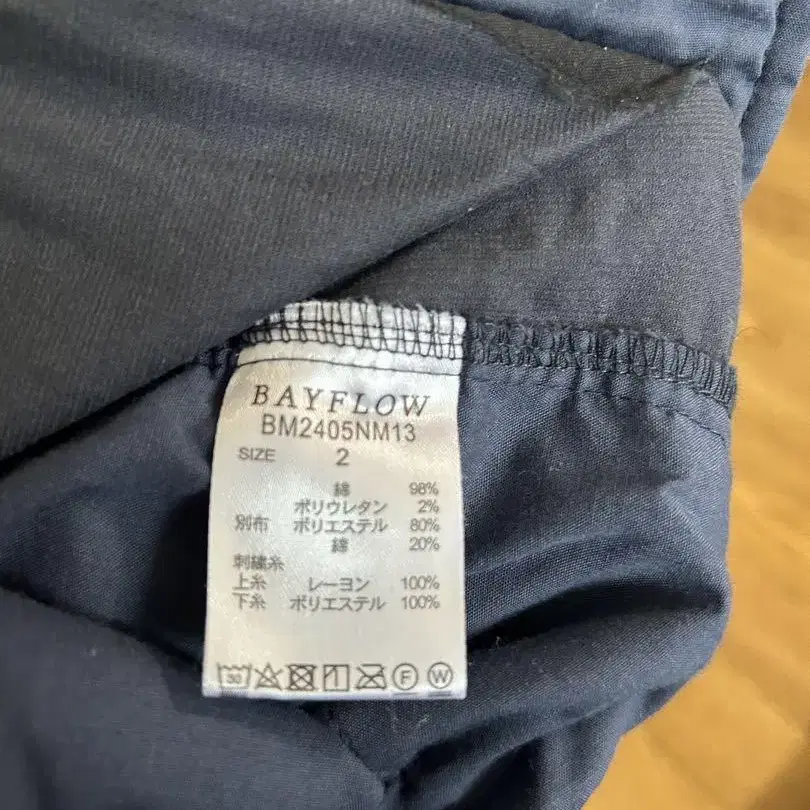 BAYFLOW
BM2405NM13
SIZE 2
綿 98%
ポリウレタン 2%
別布 ポリエステル 80%
綿 20%
刺繍糸
上糸 レーヨン 100%
下糸 ポリエステル 100%
30 F W